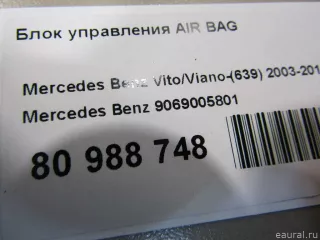 Блок управления AIR BAG
Mercedes Benz Vito/Viano-(639) 2003-201
Mercedes Benz 9069005801
80 988 748
eaural.ru